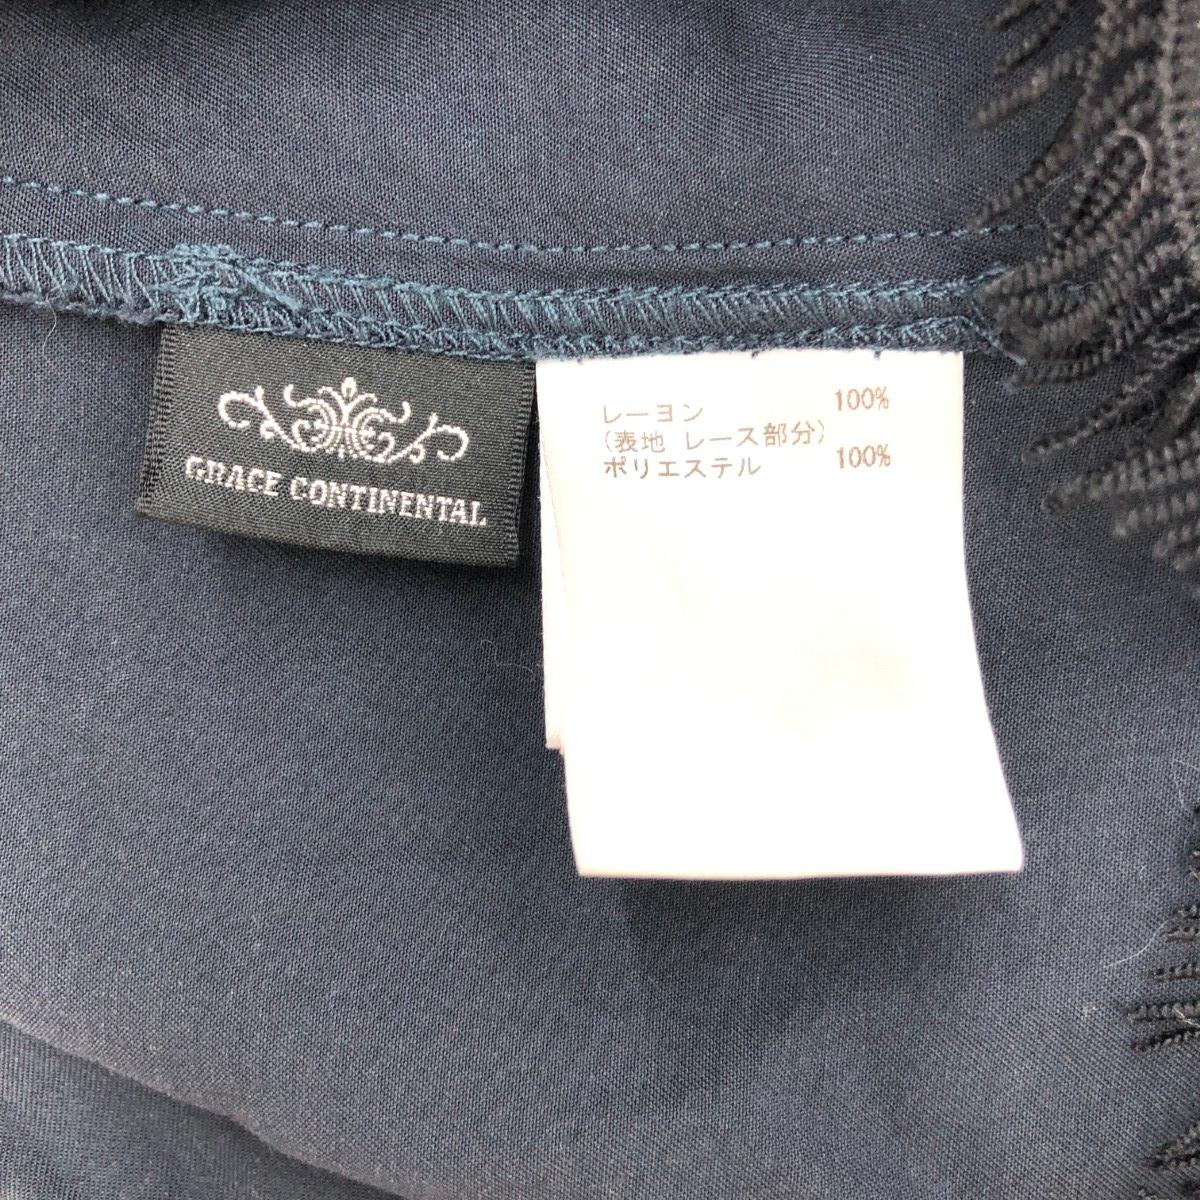 GRACE CONTINENTAL
レーヨン 100%
(表地 レース部分)
ポリエステル 100%